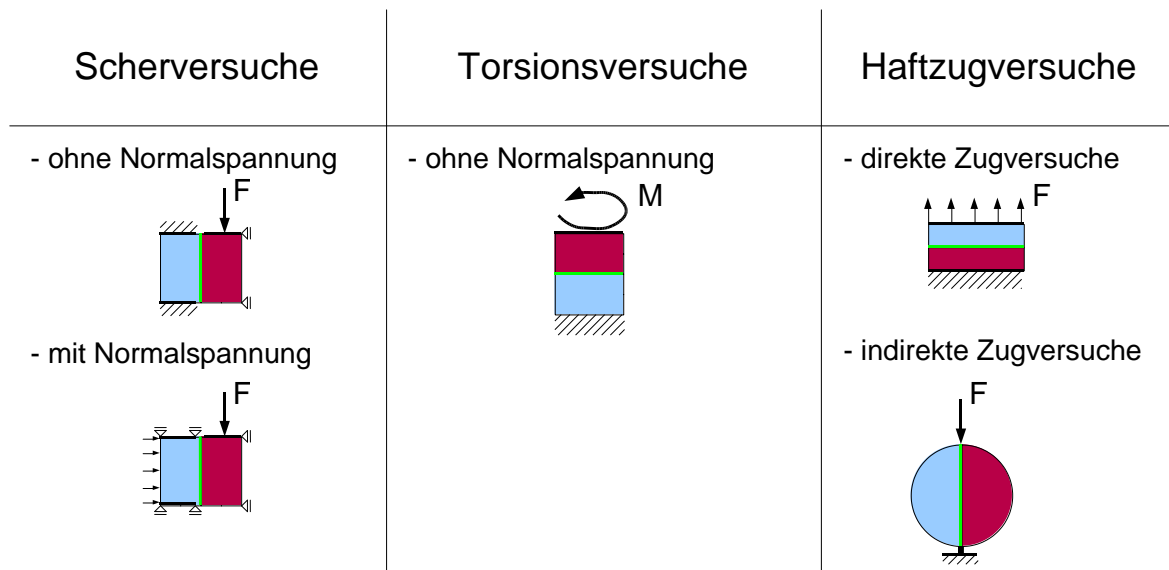 Scherversuche
- ohne Normalspannung
F
- mit Normalspannung
F
Torsionsversuche
- ohne Normalspannung
M
Haftzugversuche
- direkte Zugversuche
F
- indirekte Zugversuche
F